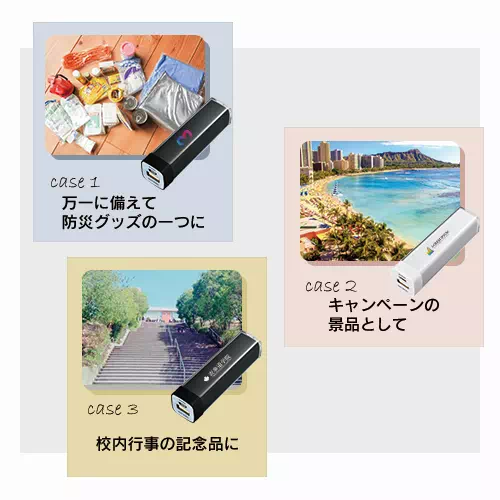 case 1
万一に備えて
防災グッズの一つに
case 2
キャンペーンの
景品として
case 3
校内行事の記念品に